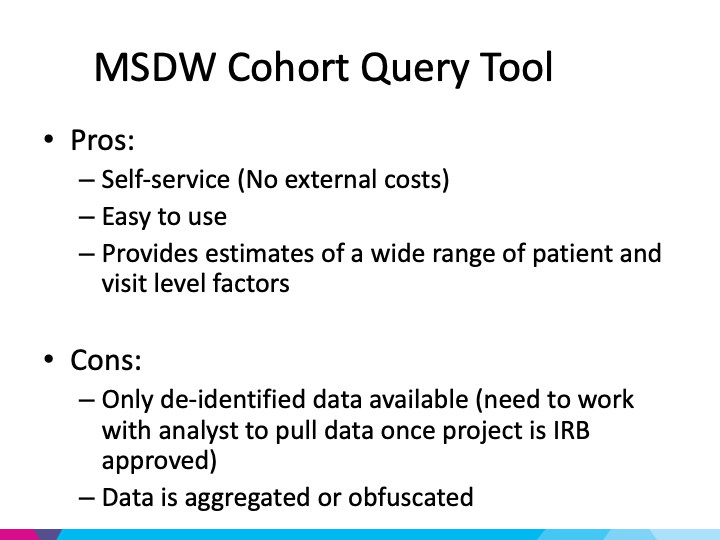 MSDW Cohort Query Tool
• Pros:
– Self-service (No external costs)
– Easy to use
– Provides estimates of a wide range of patient and
visit level factors
• Cons:
– Only de-identified data available (need to work
with analyst to pull data once project is IRB
approved)
– Data is aggregated or obfuscated